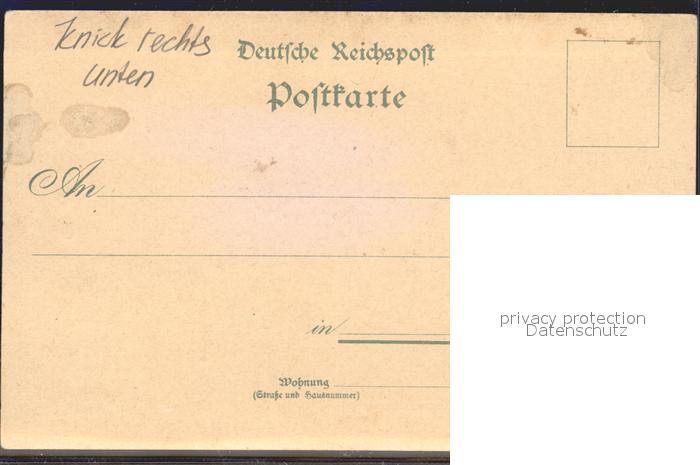 Knick rechts
unten
Deutsche Reichspost
Postkarte
An
in
Wohnung
(Straße und Hausnummer)
privacy protection
Datenschutz